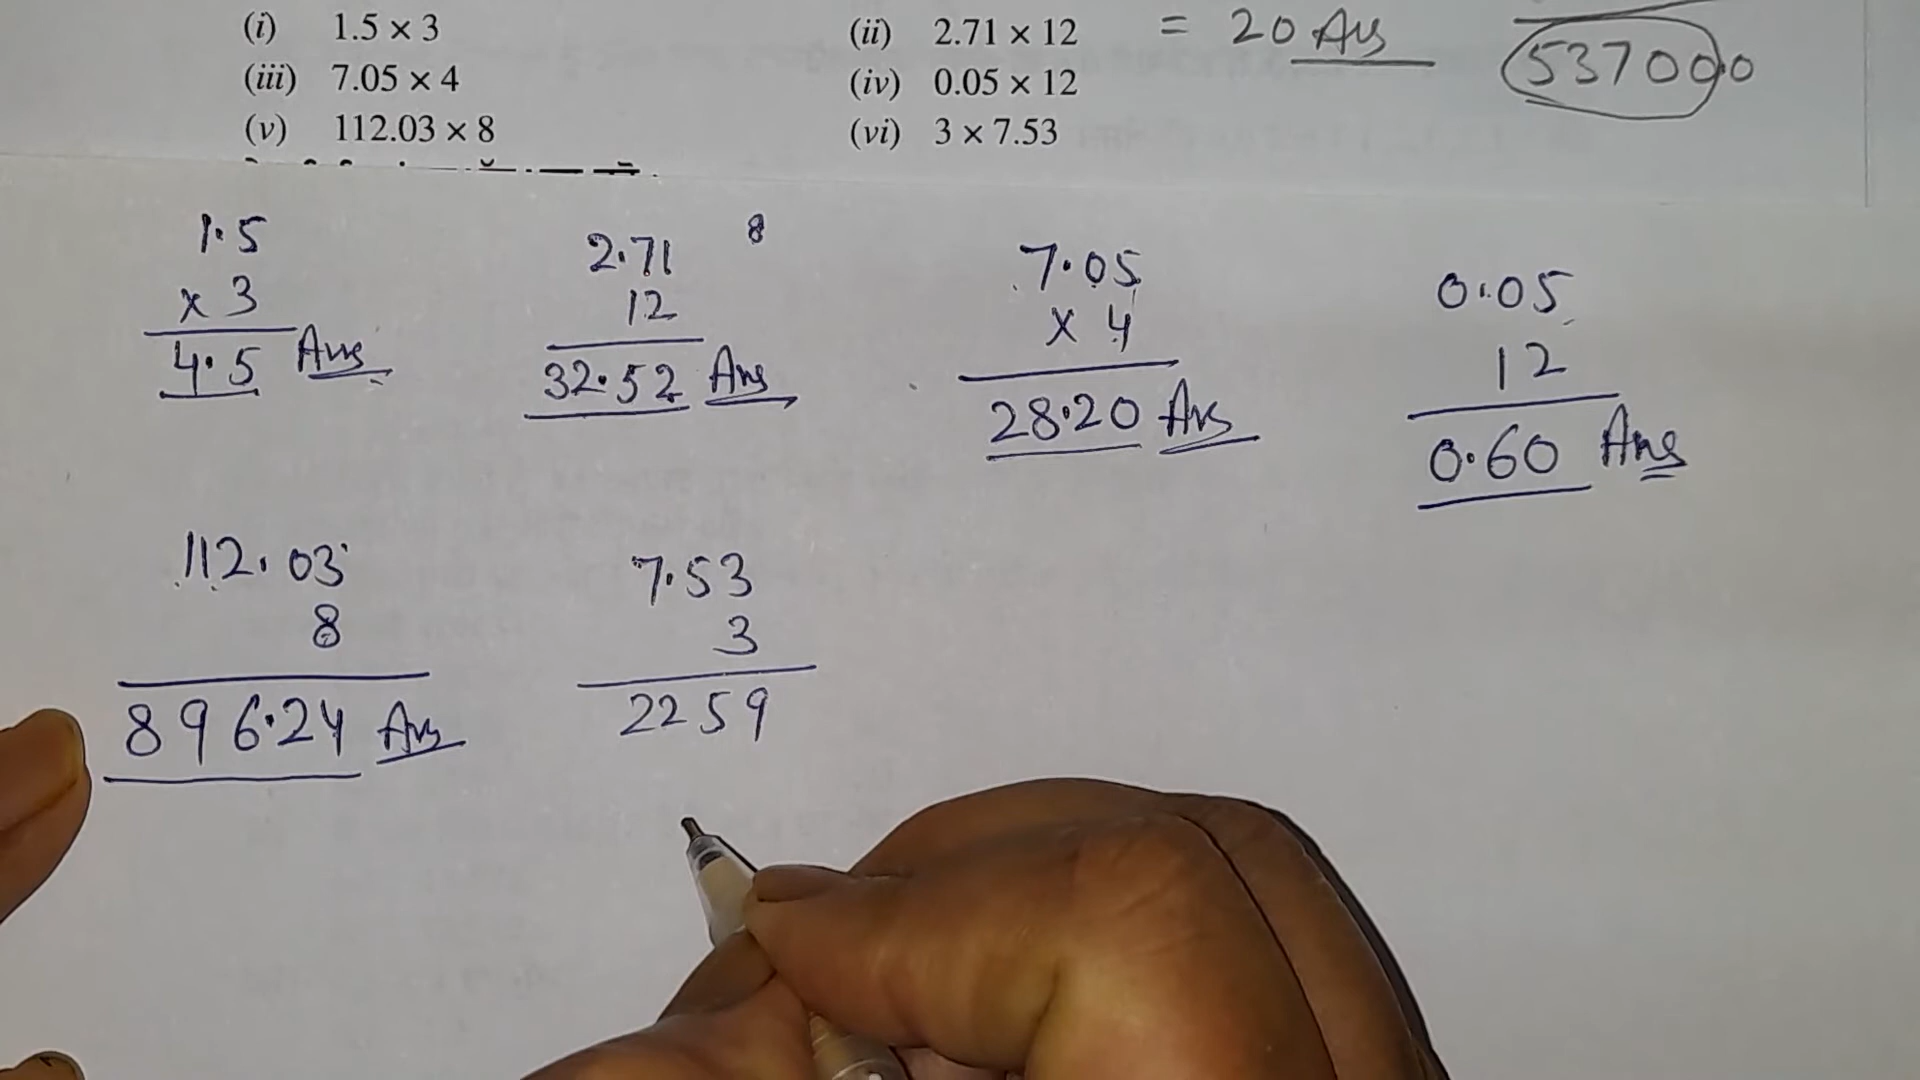 (i) 1.5 × 3 (ii) 2.71 × 12 = 20 Ans
(iii) 7.05 × 4 (iv) 0.05 × 12 537000.0
(v) 112.03 × 8 (vi) 3 × 7.53
1.5
× 3
4.5 Ans
8
2.71
12
32.52 Ans
7.05
× 4
28.20 Ans
0.05
12
0.60 Ans
112.03
8
896.24 Ans
7.53
3
2259